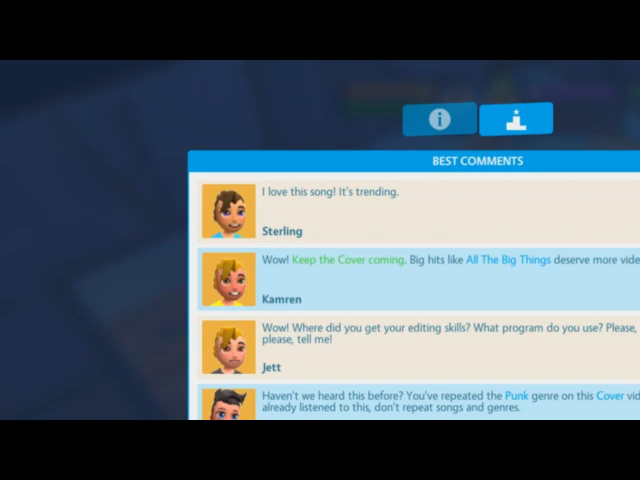 BEST COMMENTS
I love this song! It's trending.
Sterling
Wow! Keep the Cover coming. Big hits like All The Big Things deserve more
Kamren
Wow! Where did you get your editing skills? What program do you use? Please,
please, tell me!
Jett
Haven't we heard this before? You've repeated the Punk genre on this Cover
already listened to this, don't repeat songs and genres.